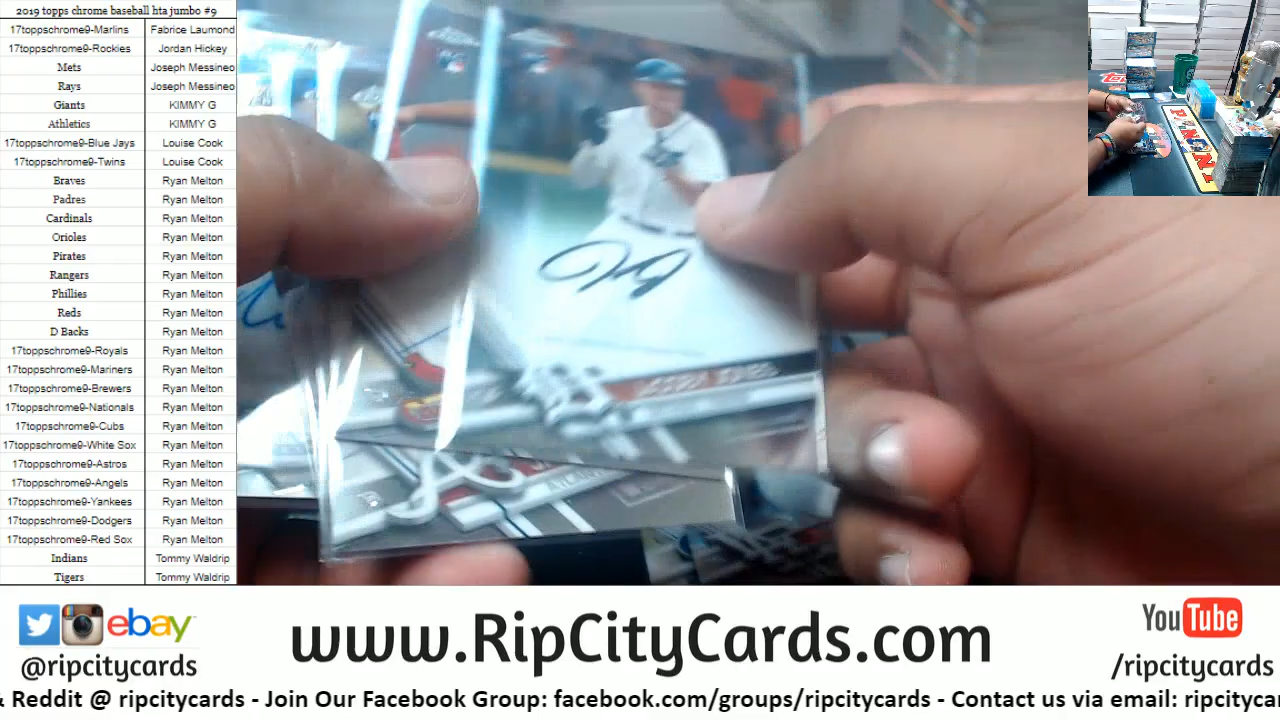 2019 topps chrome baseball hta jumbo #9
17toppschrome9-Marlins Fabrice Laumond
17toppschrome9-Rockies Jordan Hickey
Mets Joseph Messineo
Rays Joseph Messineo
Giants KIMMY G
Athletics KIMMY G
17toppschrome9-Blue Jays Louise Cook
17toppschrome9-Twins Louise Cook
Braves Ryan Melton
Padres Ryan Melton
Cardinals Ryan Melton
Orioles Ryan Melton
Pirates Ryan Melton
Rangers Ryan Melton
Phillies Ryan Melton
Reds Ryan Melton
D Backs Ryan Melton
17toppschrome9-Royals Ryan Melton
17toppschrome9-Mariners Ryan Melton
17toppschrome9-Brewers Ryan Melton
17toppschrome9-Nationals Ryan Melton
17toppschrome9-Cubs Ryan Melton
17toppschrome9-White Sox Ryan Melton
17toppschrome9-Astros Ryan Melton
17toppschrome9-Angels Ryan Melton
17toppschrome9-Yankees Ryan Melton
17toppschrome9-Dodgers Ryan Melton
17toppschrome9-Red Sox Ryan Melton
Indians Tommy Waldrip
Tigers Tommy Waldrip
JACOBY JONES
PANINI
ebay
@ripcitycards
www.RipCityCards.com
YouTube
/ripcitycards
& Reddit @ ripcitycards - Join Our Facebook Group: facebook.com/groups/ripcitycards - Contact us via email: ripcitycar